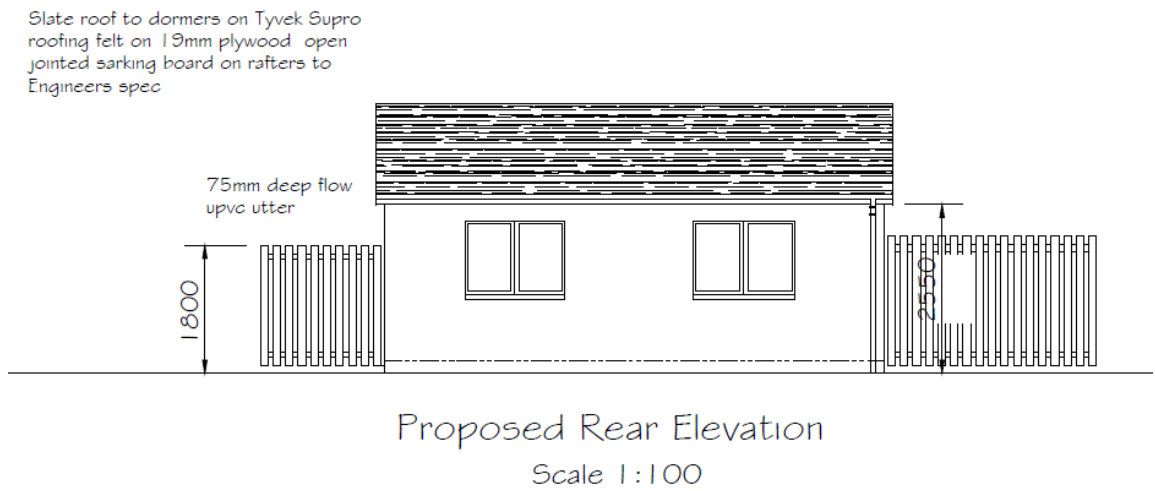 Slate roof to dormers on Tyvek Supro
roofing felt on 19mm plywood open
jointed sarking board on rafters to
Engineers spec
75mm deep flow
upvc utter
1800
2550
Proposed Rear Elevation
Scale 1:100